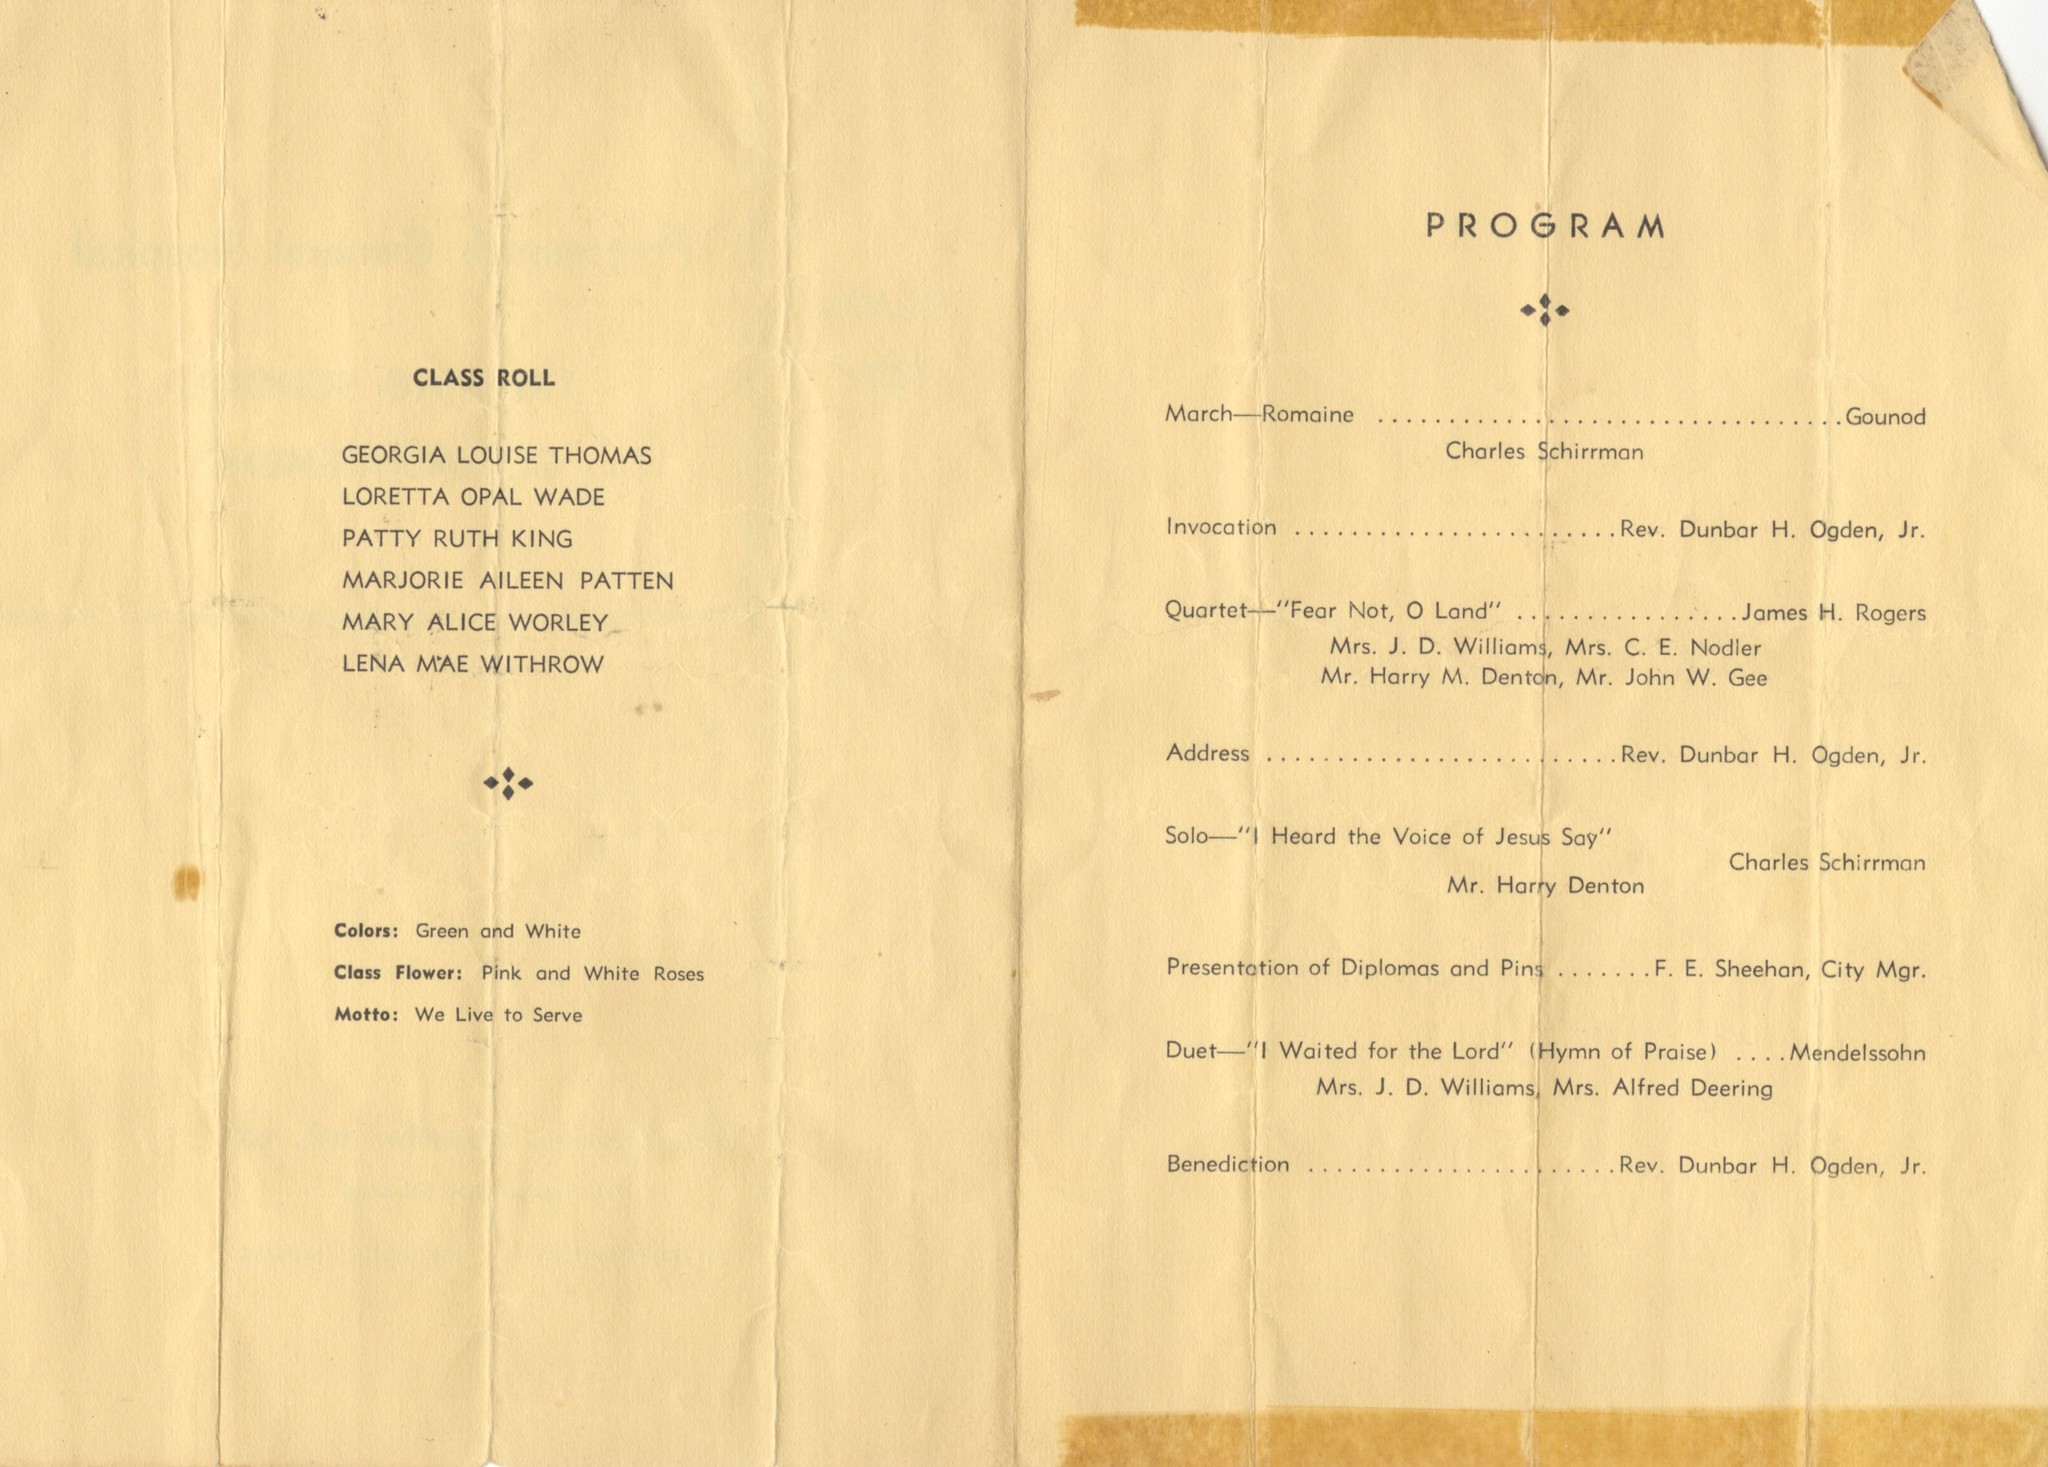 CLASS ROLL
GEORGIA LOUISE THOMAS
LORETTA OPAL WADE
PATTY RUTH KING
MARJORIE AILEEN PATTEN
MARY ALICE WORLEY
LENA MAE WITHROW
Colors: Green and White
Class Flower: Pink and White Roses
Motto: We Live to Serve
PROGRAM
March—Romaine ................................. Gounod
Charles Schirrman
Invocation ....................... Rev. Dunbar H. Ogden, Jr.
Quartet—"Fear Not, O Land" ................ James H. Rogers
Mrs. J. D. Williams, Mrs. C. E. Nodler
Mr. Harry M. Denton, Mr. John W. Gee
Address ......................... Rev. Dunbar H. Ogden, Jr.
Solo—"I Heard the Voice of Jesus Say"
Charles Schirrman
Mr. Harry Denton
Presentation of Diplomas and Pins ....... F. E. Sheehan, City Mgr.
Duet—"I Waited for the Lord" (Hymn of Praise) .... Mendelssohn
Mrs. J. D. Williams, Mrs. Alfred Deering
Benediction ...................... Rev. Dunbar H. Ogden, Jr.